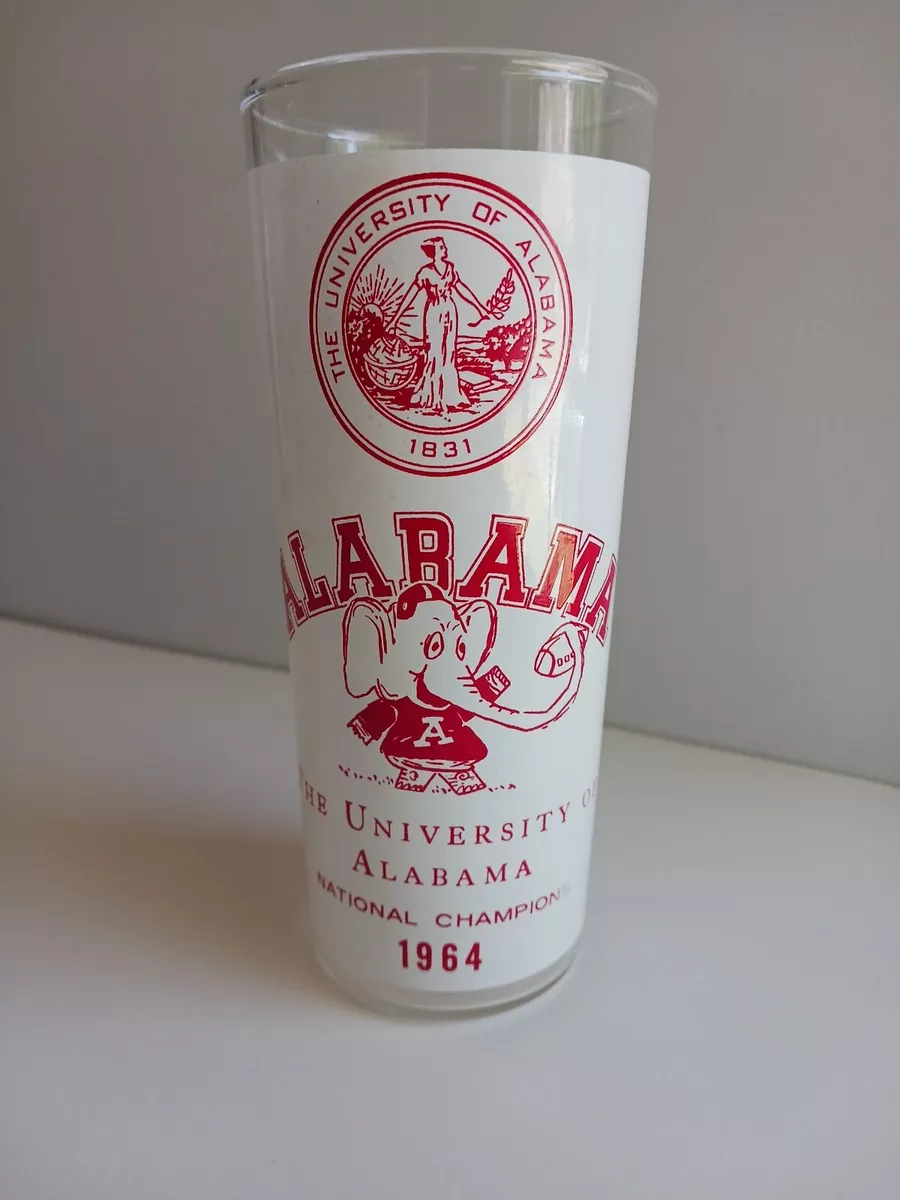 THE UNIVERSITY OF ALABAMA
1831
ALABAMA
A
THE UNIVERSITY OF
ALABAMA
NATIONAL CHAMPIONS
1964